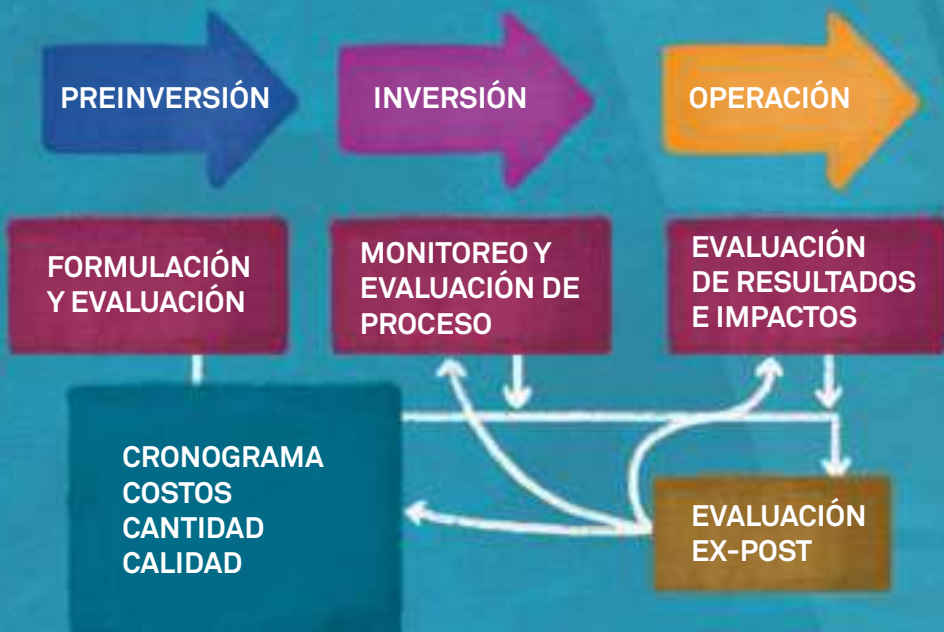 PREINVERSIÓN
INVERSIÓN
OPERACIÓN
FORMULACIÓN
Y EVALUACIÓN
MONITOREO Y
EVALUACIÓN DE
PROCESO
EVALUACIÓN
DE RESULTADOS
E IMPACTOS
CRONOGRAMA
COSTOS
CANTIDAD
CALIDAD
EVALUACIÓN
EX-POST